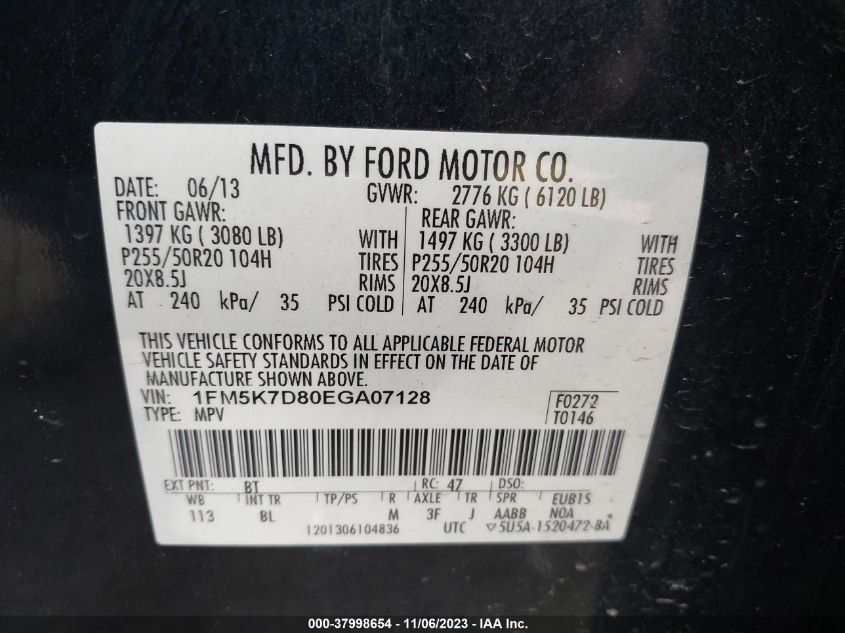 MFD. BY FORD MOTOR CO.
DATE: 06/13 GVWR: 2776 KG ( 6120 LB)
FRONT GAWR: REAR GAWR:
1397 KG ( 3080 LB) WITH 1497 KG ( 3300 LB) WITH
P255/50R20 104H TIRES P255/50R20 104H TIRES
20X8.5J RIMS 20X8.5J RIMS
AT 240 kPa/ 35 PSI COLD AT 240 kPa/ 35 PSI COLD
THIS VEHICLE CONFORMS TO ALL APPLICABLE FEDERAL MOTOR
VEHICLE SAFETY STANDARDS IN EFFECT ON THE DATE OF
MANUFACTURE SHOWN ABOVE.
VIN: 1FM5K7D80EGA07128 F0272
TYPE: MPV T0146
EXT PNT: BT RC: 47 DSO:
WB INT TR TP/PS R AXLE TR SPR EUB1S
113 BL M 3F J AABB NOA
1201306104836 UTC ▽5U5A-1520472-BA
000-37998654 - 11/06/2023 - IAA Inc.